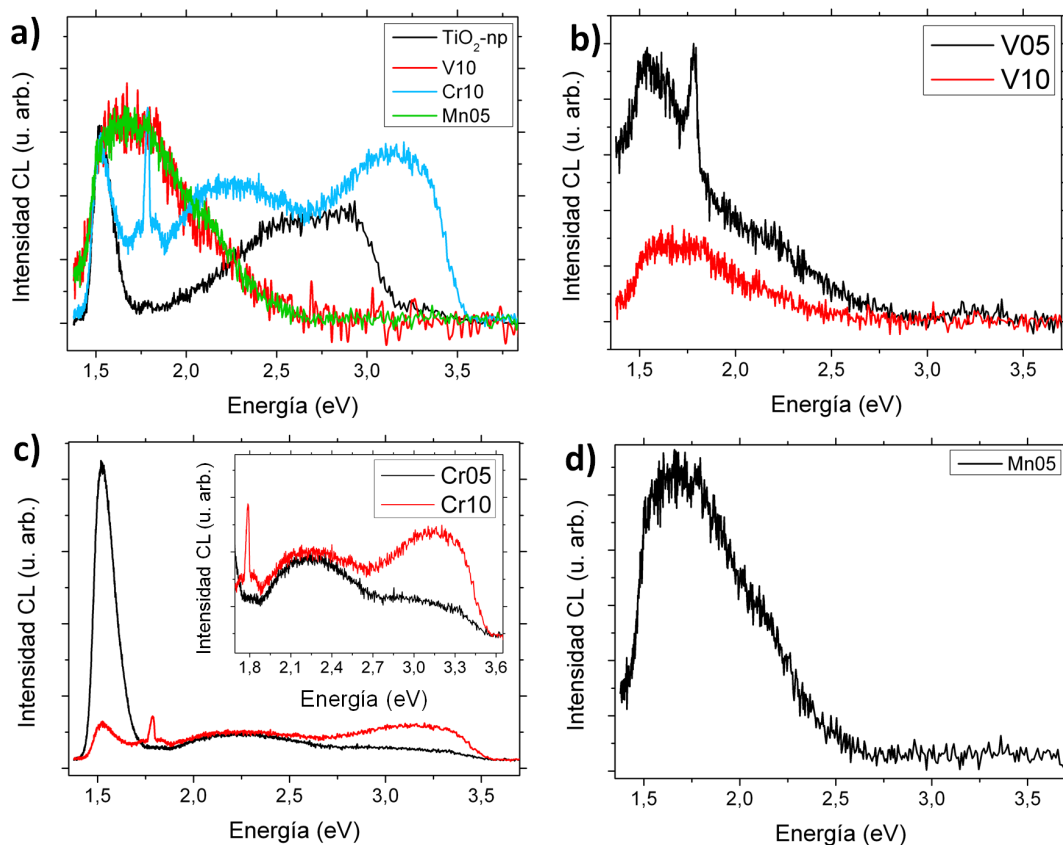 a)
TiO2-np
V10
Cr10
Mn05
Intensidad CL (u. arb.)
1,5 2,0 2,5 3,0 3,5
Energía (eV)
b)
V05
V10
Intensidad CL (u. arb.)
1,5 2,0 2,5 3,0 3,5
Energía (eV)
c)
Cr05
Cr10
Intensidad CL (u. arb.)
1,8 2,1 2,4 2,7 3,0 3,3 3,6
Energía (eV)
Intensidad CL (u. arb.)
1,5 2,0 2,5 3,0 3,5
Energía (eV)
d)
Mn05
Intensidad CL (u. arb.)
1,5 2,0 2,5 3,0 3,5
Energía (eV)